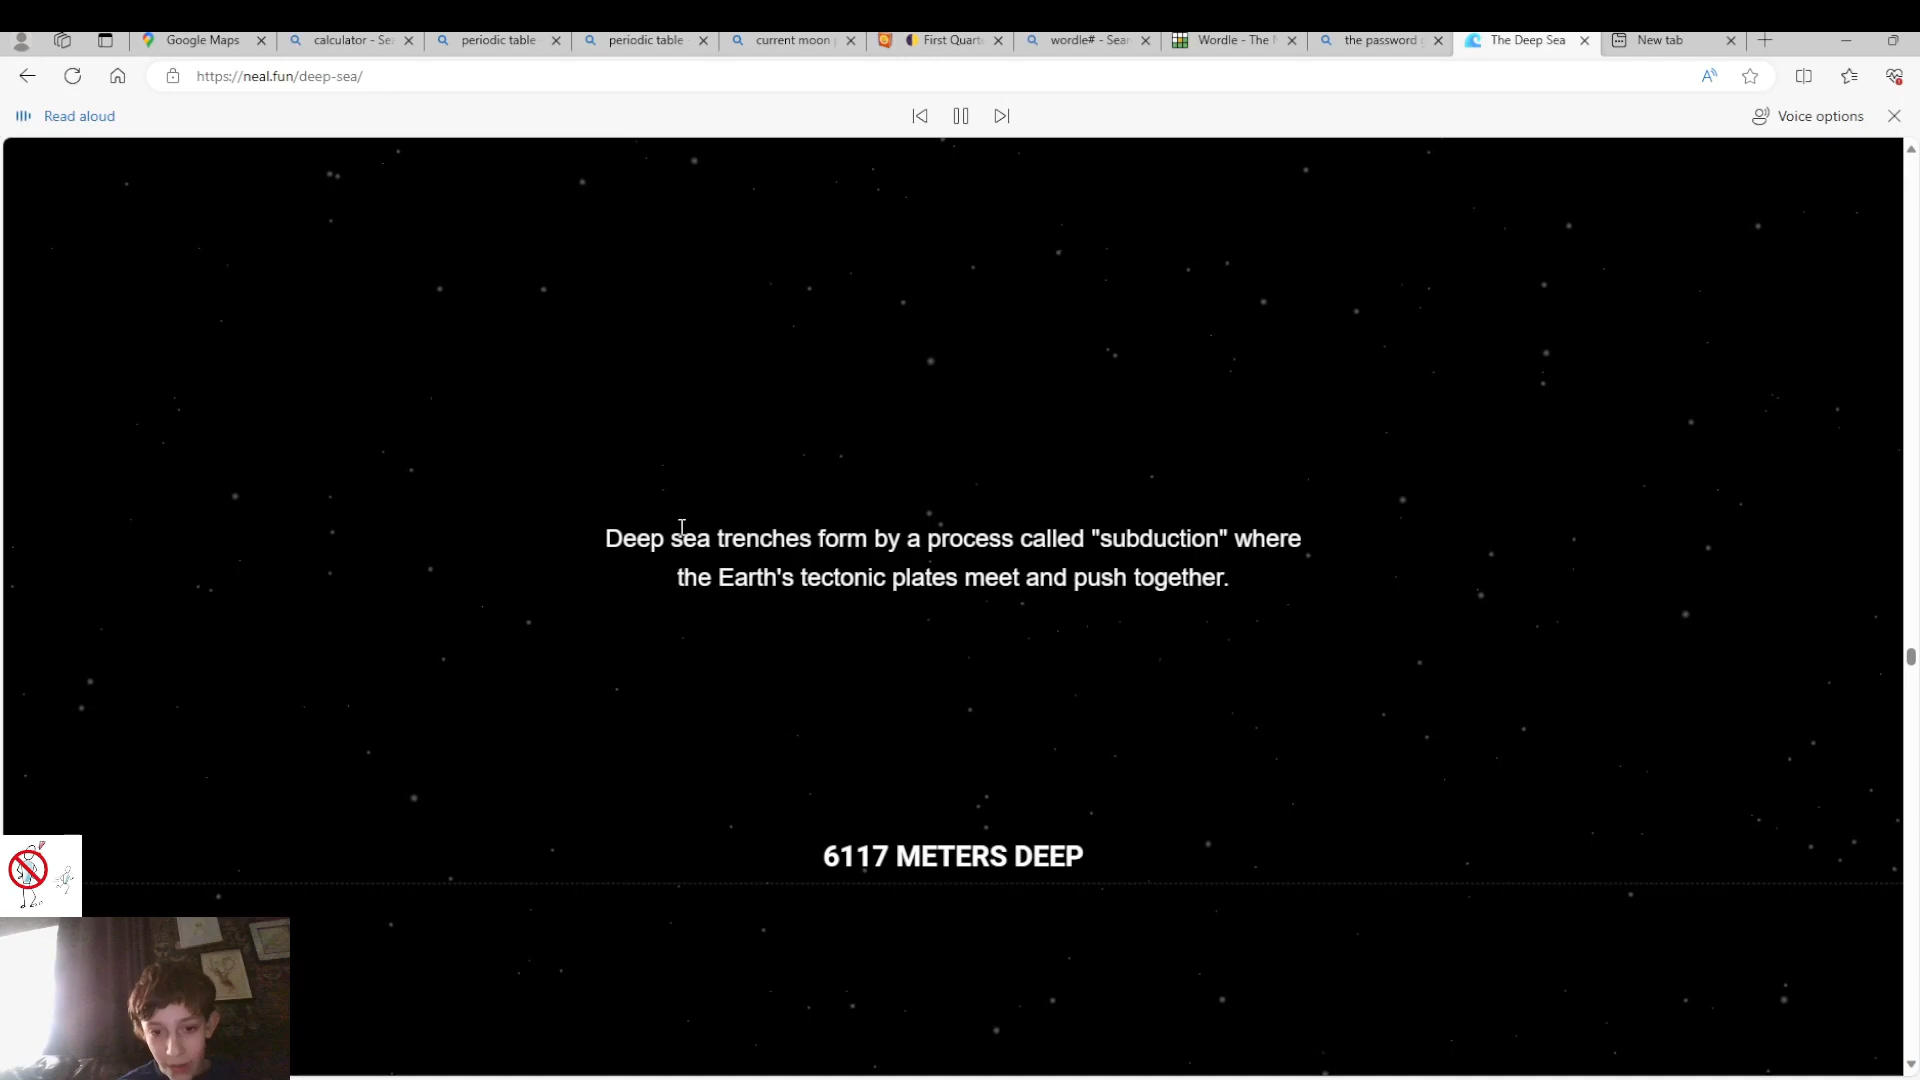 Google Maps
calculator - Se
periodic table
periodic table
current moon
First Quart
wordle# - Sear
Wordle - The
the password
The Deep Sea
New tab
https://neal.fun/deep-sea/
Read aloud
Voice options
Deep sea trenches form by a process called "subduction" where
the Earth's tectonic plates meet and push together.
6117 METERS DEEP